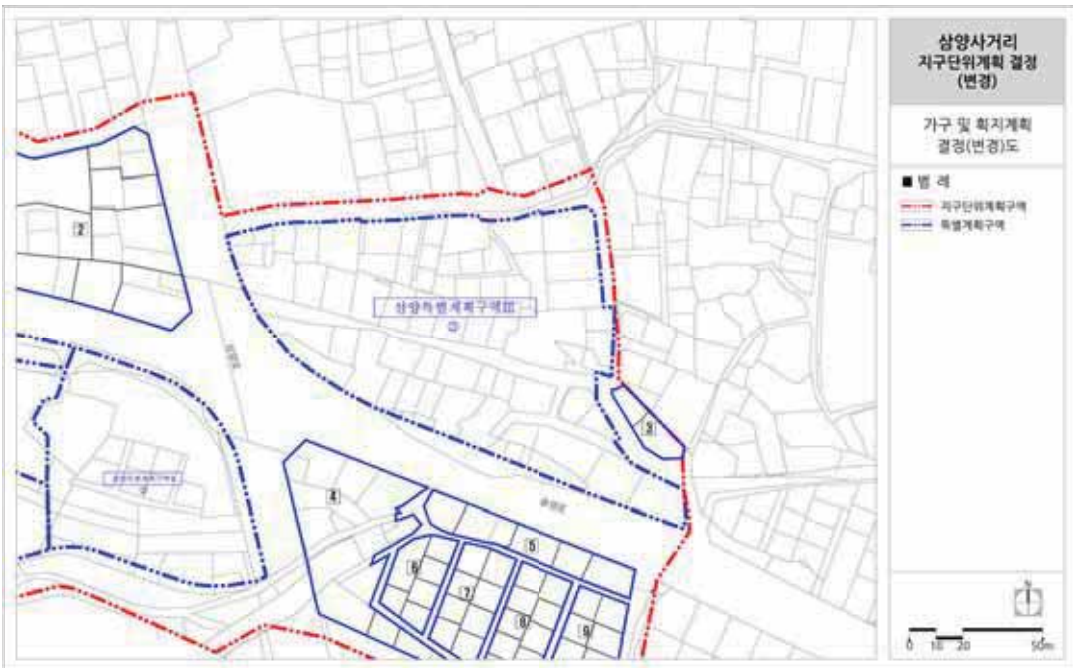 삼양사거리
지구단위계획 결정
(변경)
가구 및 획지계획
결정(변경)도
■ 범 례
지구단위계획구역
특별계획구역
2
삼양특별계획구역III
3
4
5
6
7
8
9
N
0 10 20 50m